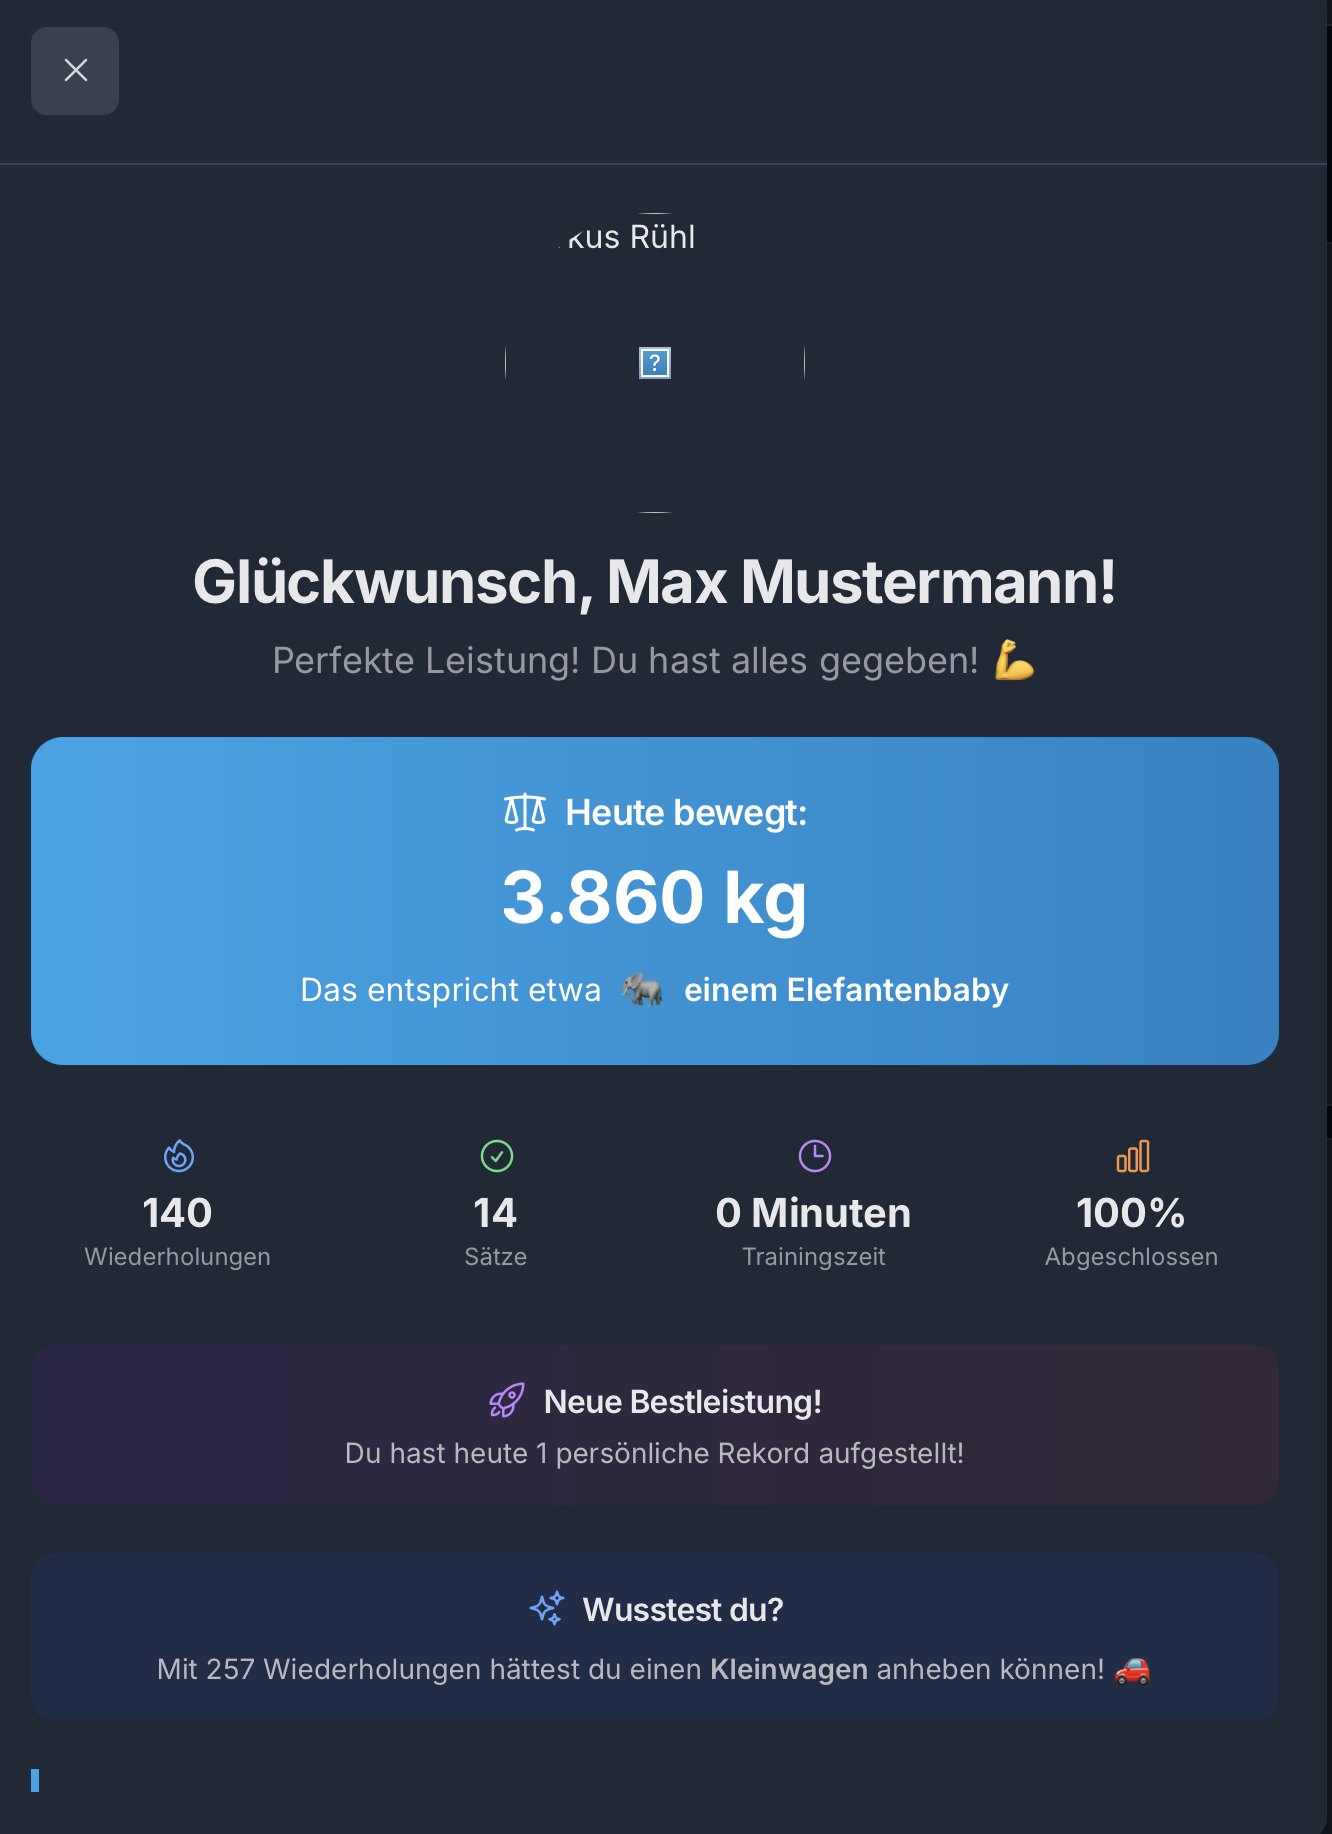 kus Rühl
Glückwunsch, Max Mustermann!
Perfekte Leistung! Du hast alles gegeben! 💪
Heute bewegt:
3.860 kg
Das entspricht etwa 🐘 einem Elefantenbaby
140
Wiederholungen
14
Sätze
0 Minuten
Trainingszeit
100%
Abgeschlossen
Neue Bestleistung!
Du hast heute 1 persönliche Rekord aufgestellt!
Wusstest du?
Mit 257 Wiederholungen hättest du einen Kleinwagen anheben können! 🚗